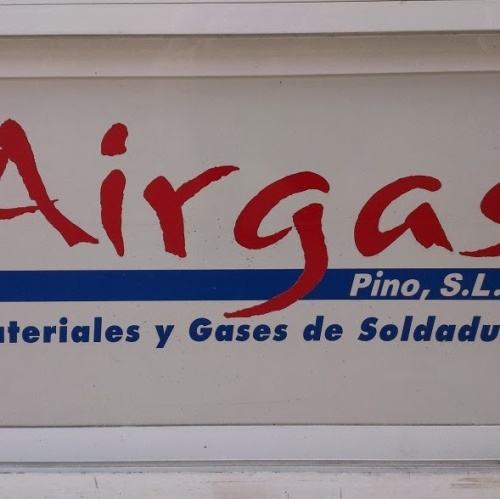 Airgas
Pino, S.L.
ateriales y Gases de Soldadu